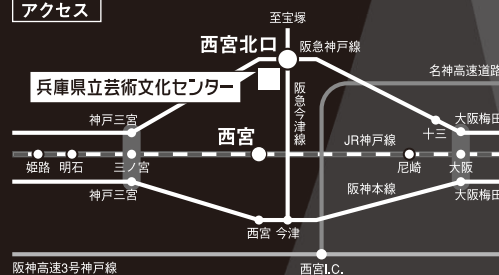 アクセス
至宝塚
西宮北口
阪急神戸線
名神高速道路
兵庫県立芸術文化センター
阪急今津線
神戸三宮
西宮
JR神戸線
十三
大阪梅田
姫路
明石
三ノ宮
尼崎
大阪
神戸三宮
阪神本線
大阪梅田
西宮
今津
阪神高速3号神戸線
西宮I.C.